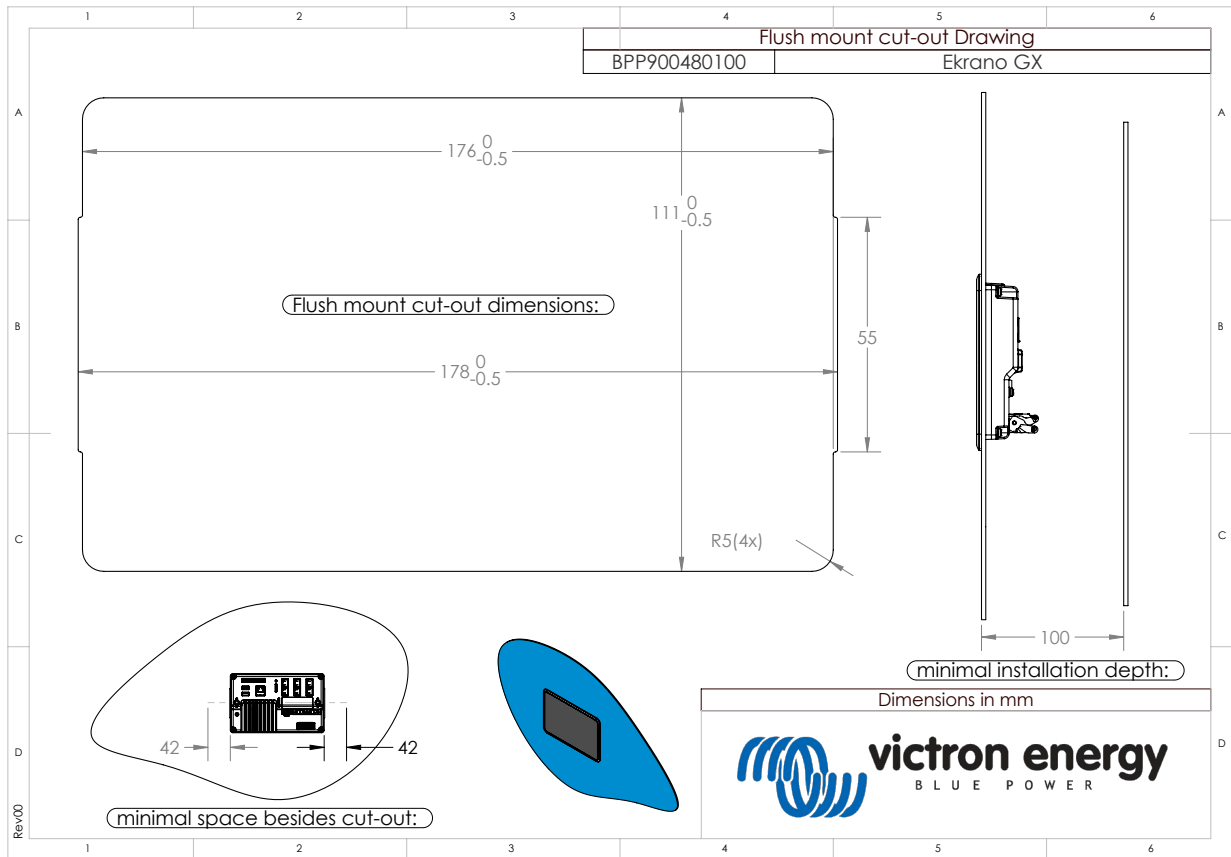 1 2 3 4 5 6
Flush mount cut-out Drawing
BPP900480100 Ekrano GX
A A
176 0 -0.5
111 0 -0.5
Flush mount cut-out dimensions:
B B
55
178 0 -0.5
R5(4x)
C C
100
minimal installation depth:
Dimensions in mm
42 42
D D
victron energy
BLUE POWER
minimal space besides cut-out:
Rev00
1 2 3 4 5 6